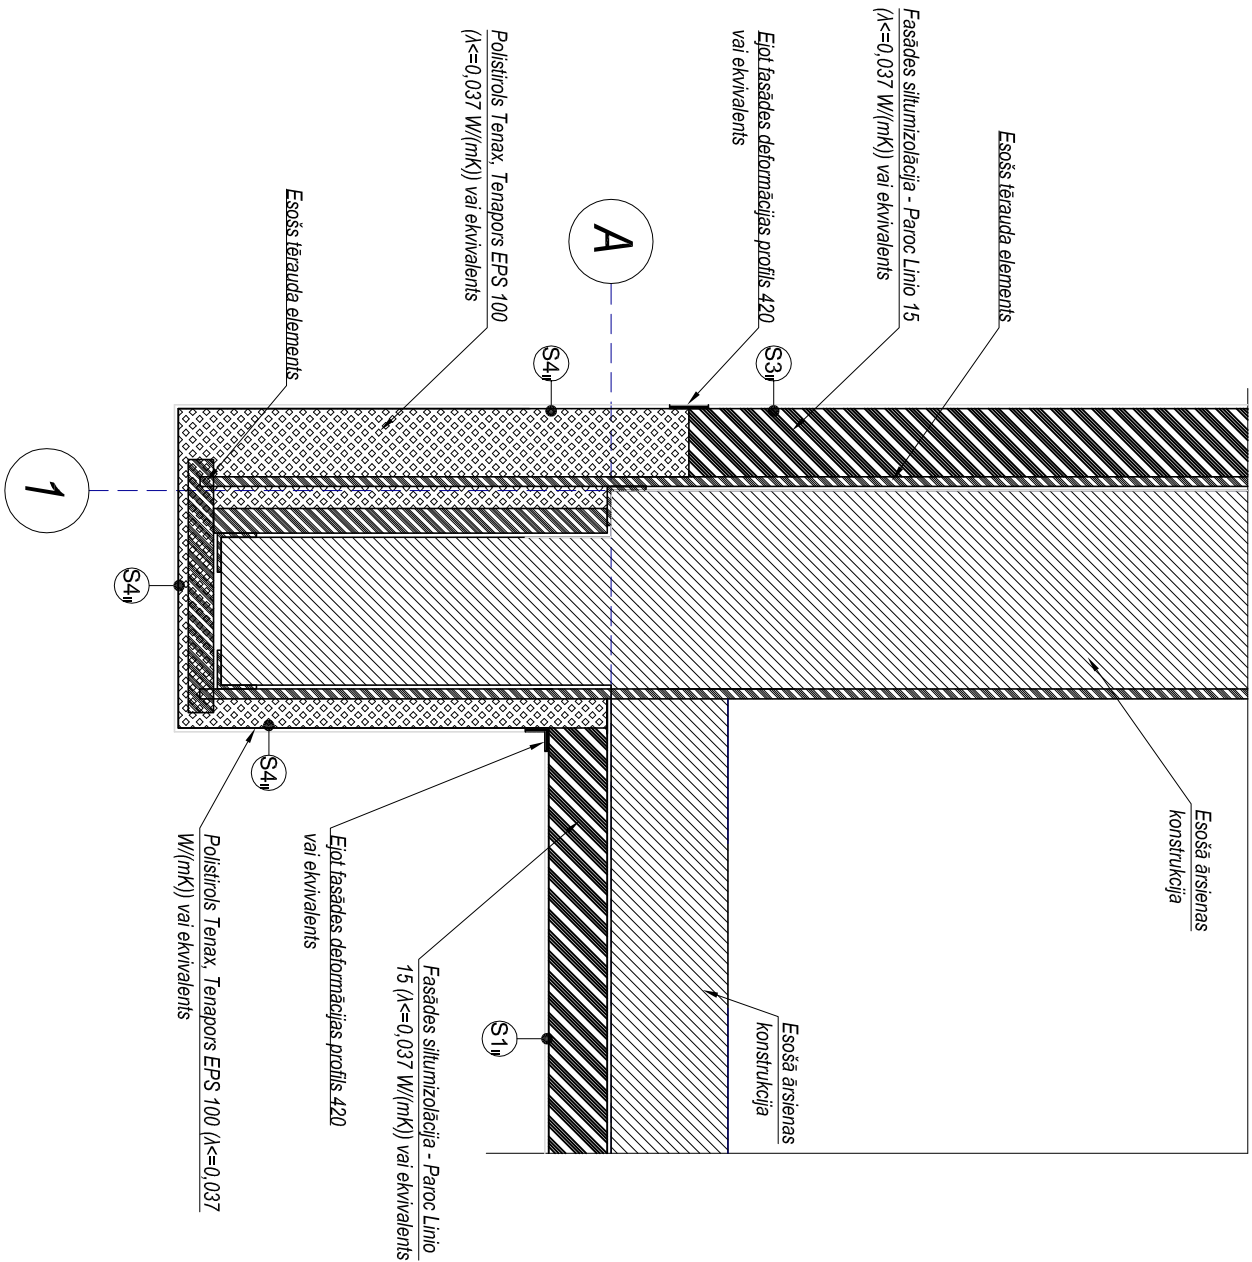 Esošs tērauda elements
Fasādes siltumizolācija - Paroc Linio 15
(λ<=0,037 W/(mK)) vai ekvivalents
Ejot fasādes deformācijas profils 420
vai ekvivalents
Polistirols Tenax, Tenapors EPS 100
(λ<=0,037 W/(mK)) vai ekvivalents
Esošs tērauda elements
A
1
S3
S4
S4
S4
S1
Esošā ārsienas
konstrukcija
Esošā ārsienas
konstrukcija
Fasādes siltumizolācija - Paroc Linio
15 (λ<=0,037 W/(mK)) vai ekvivalents
Ejot fasādes deformācijas profils 420
vai ekvivalents
Polistirols Tenax, Tenapors EPS 100 (λ<=0,037
W/(mK)) vai ekvivalents